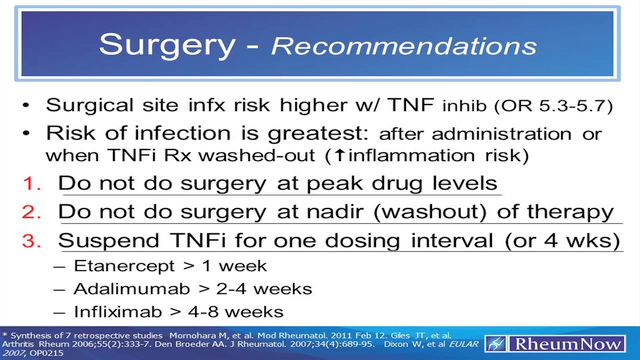 Surgery - Recommendations
• Surgical site infx risk higher w/ TNF inhib (OR 5.3-5.7)
• Risk of infection is greatest: after administration or
when TNFi Rx washed-out (↑inflammation risk)
1. Do not do surgery at peak drug levels
2. Do not do surgery at nadir (washout) of therapy
3. Suspend TNFi for one dosing interval (or 4 wks)
– Etanercept > 1 week
– Adalimumab > 2-4 weeks
– Infliximab > 4-8 weeks
* Synthesis of 7 retrospective studies Momohara M, et al. Mod Rheumatol. 2011 Feb 12. Giles JT, et al.
Arthritis Rheum 2006;55(2):333-7. Den Broeder AA. J Rheumatol. 2007;34(4):689-95. Dixon W, et al EULAR
2007, OP0215
RheumNow